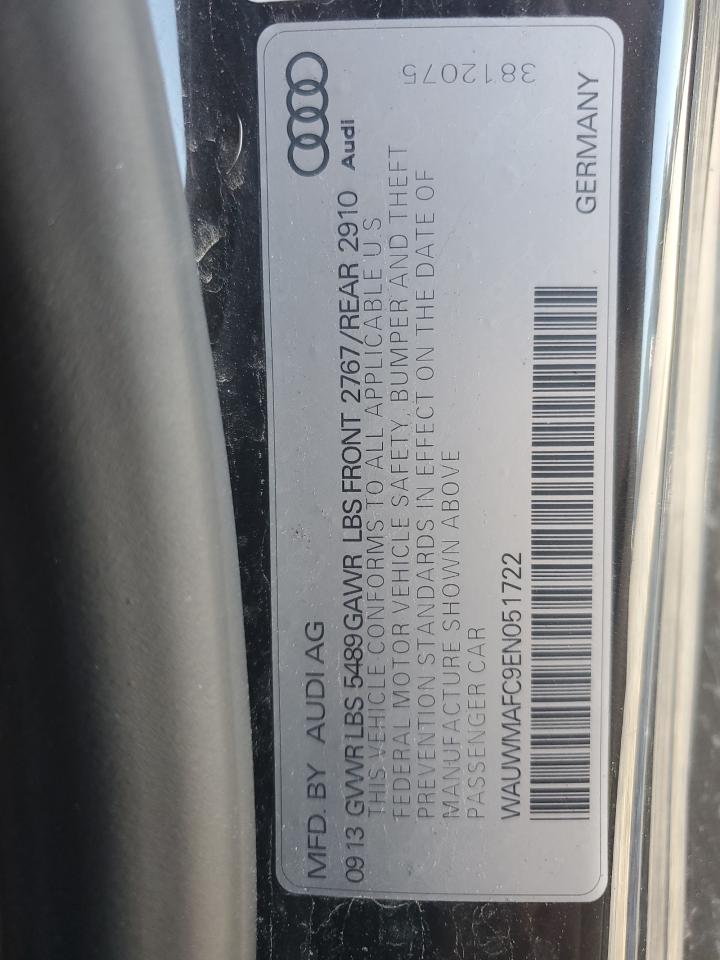 MFD. BY AUDI AG
Audi
09 13 GVWR LBS 5489 GAWR LBS FRONT 2767/REAR 2910
THIS VEHICLE CONFORMS TO ALL APPLICABLE U.S
FEDERAL MOTOR VEHICLE SAFETY, BUMPER AND THEFT
PREVENTION STANDARDS IN EFFECT ON THE DATE OF
MANUFACTURE SHOWN ABOVE
PASSENGER CAR
3812075
WAUWMAFC9EN051722
GERMANY